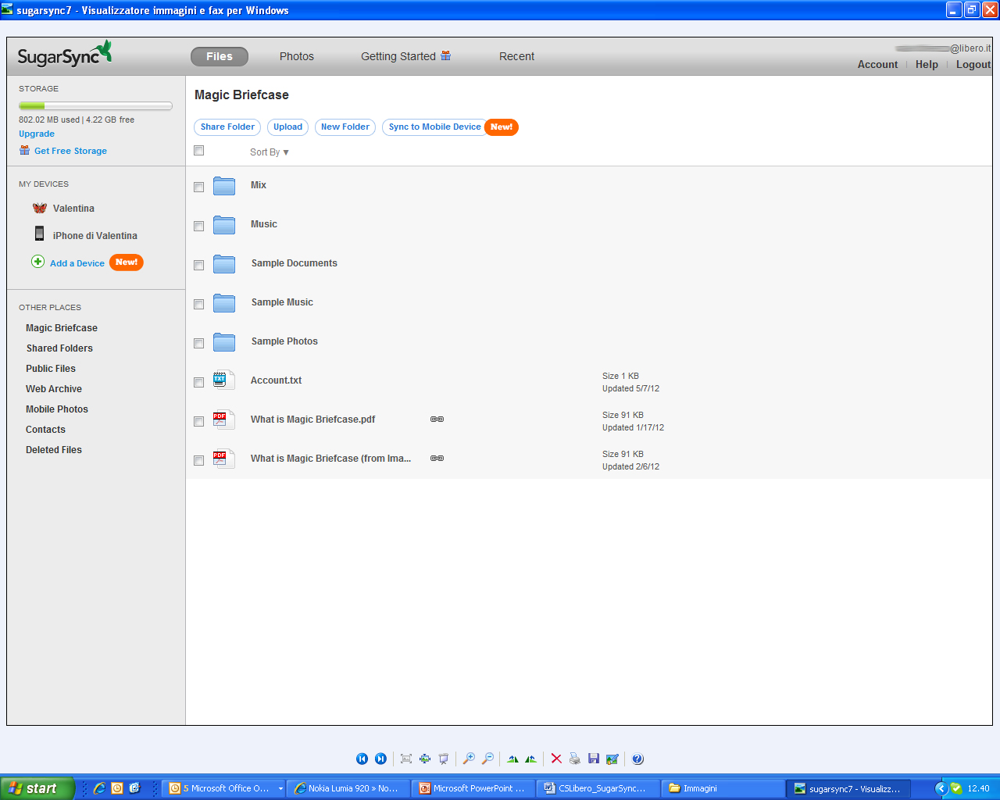 sugarsync7 - Visualizzatore immagini e fax per Windows
SugarSync
Files
Photos
Getting Started
Recent
@libero.it
Account | Help | Logout
STORAGE
802.02 MB used | 4.22 GB free
Upgrade
Get Free Storage
MY DEVICES
Valentina
iPhone di Valentina
Add a Device New!
OTHER PLACES
Magic Briefcase
Shared Folders
Public Files
Web Archive
Mobile Photos
Contacts
Deleted Files
Magic Briefcase
Share Folder
Upload
New Folder
Sync to Mobile Device New!
Sort By ▼
Mix
Music
Sample Documents
Sample Music
Sample Photos
TXT
Account.txt
Size 1 KB
Updated 5/7/12
PDF
What is Magic Briefcase.pdf
Size 91 KB
Updated 1/17/12
PDF
What is Magic Briefcase (from Ima...
Size 91 KB
Updated 2/6/12
start
5 Microsoft Office O...
Nokia Lumia 920 » No...
Microsoft PowerPoint ...
CSLibero_SugarSync...
Immagini
sugarsync7 - Visualizz...
12.40